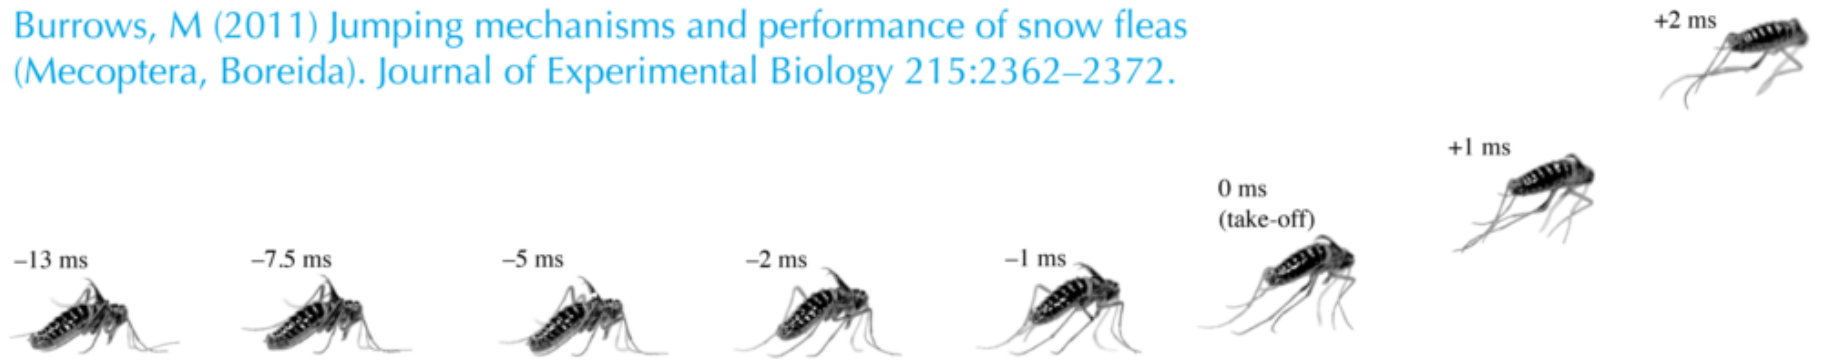 Burrows, M (2011) Jumping mechanisms and performance of snow fleas
(Mecoptera, Boreida). Journal of Experimental Biology 215:2362–2372.
+2 ms
+1 ms
0 ms
(take-off)
–13 ms
–7.5 ms
–5 ms
–2 ms
–1 ms